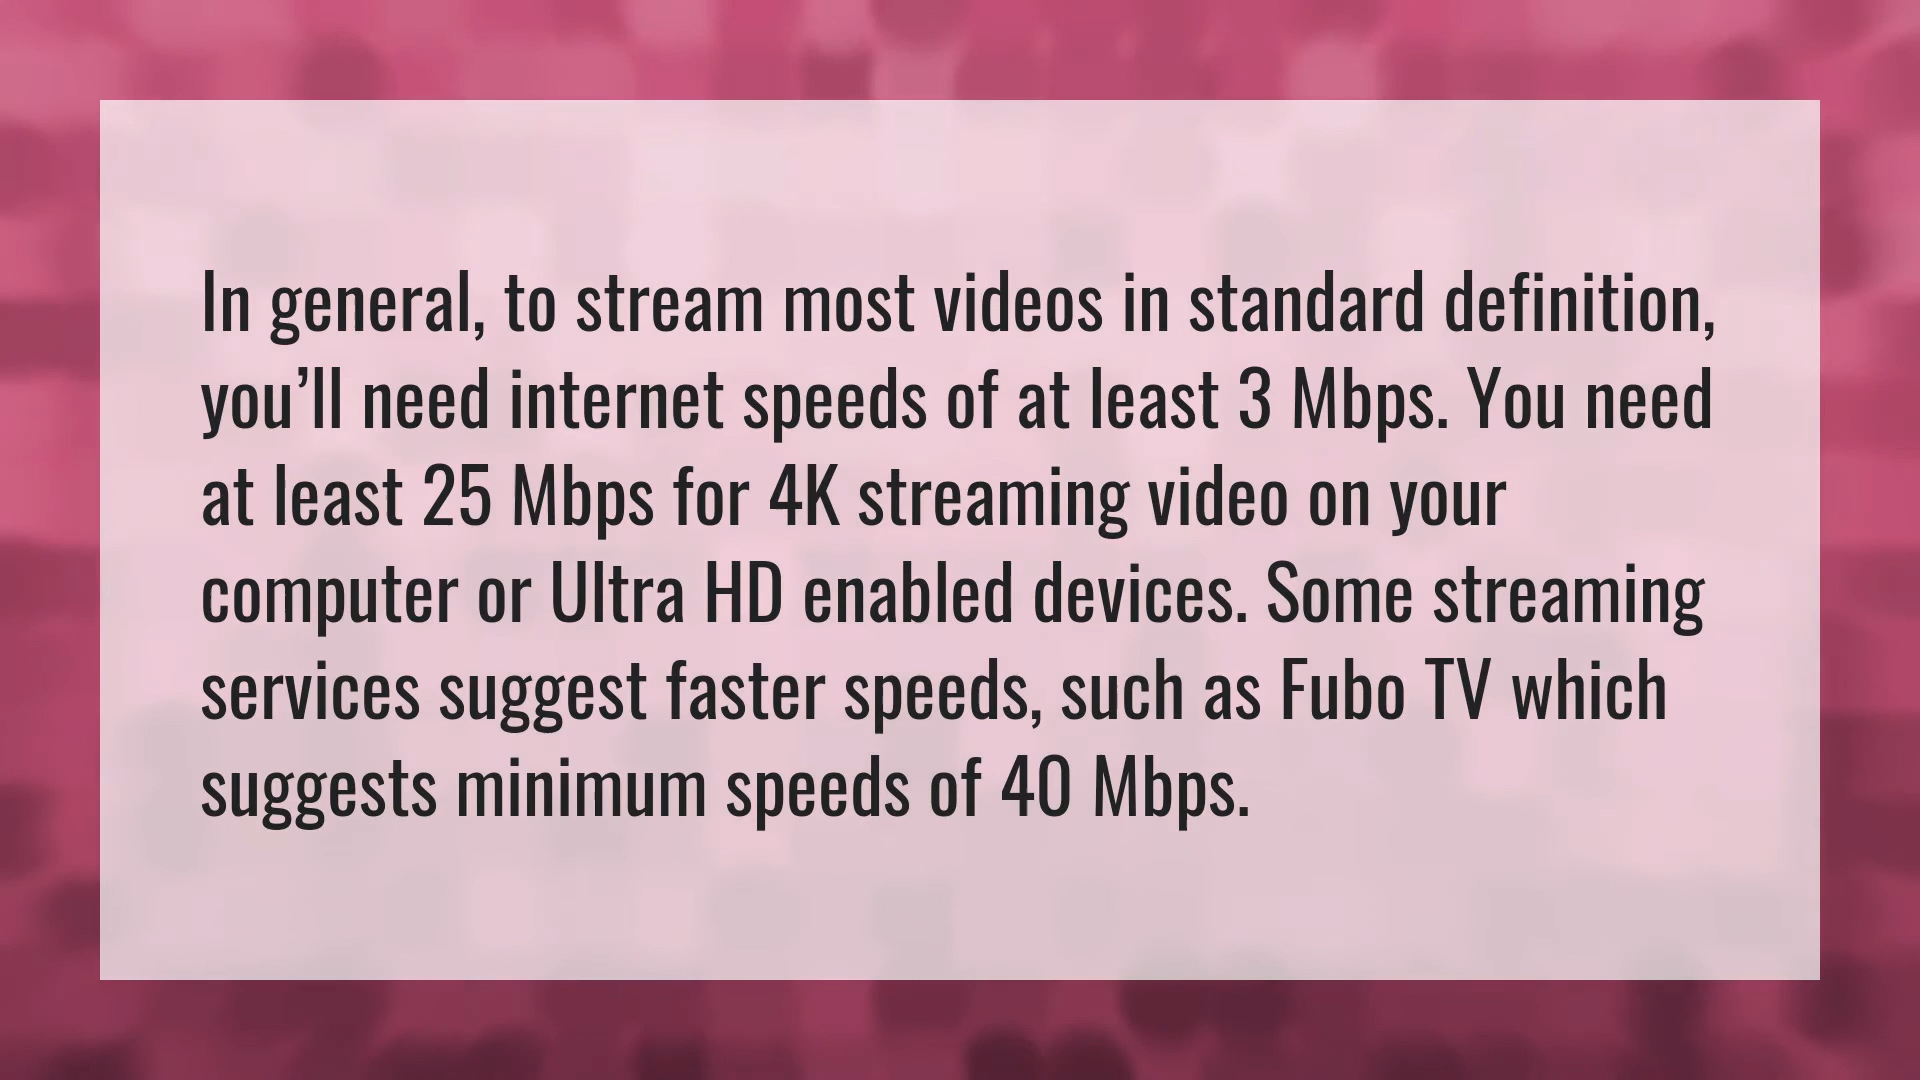 In general, to stream most videos in standard definition,
you’ll need internet speeds of at least 3 Mbps. You need
at least 25 Mbps for 4K streaming video on your
computer or Ultra HD enabled devices. Some streaming
services suggest faster speeds, such as Fubo TV which
suggests minimum speeds of 40 Mbps.